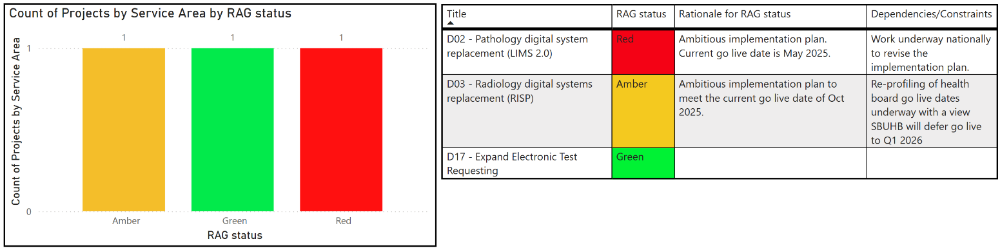 Count of Projects by Service Area by RAG status
Count of Projects by Service Area
1
0
1
1
1
Amber
Green
Red
RAG status
Title
RAG status
Rationale for RAG status
Dependencies/Constraints
D02 - Pathology digital system
replacement (LIMS 2.0)
Red
Ambitious implementation plan.
Current go live date is May 2025.
Work underway nationally
to revise the
implementation plan.
D03 - Radiology digital systems
replacement (RISP)
Amber
Ambitious implementation plan to
meet the current go live date of Oct
2025.
Re-profiling of health
board go live dates
underway with a view
SBUHB will defer go live
to Q1 2026
D17 - Expand Electronic Test
Requesting
Green